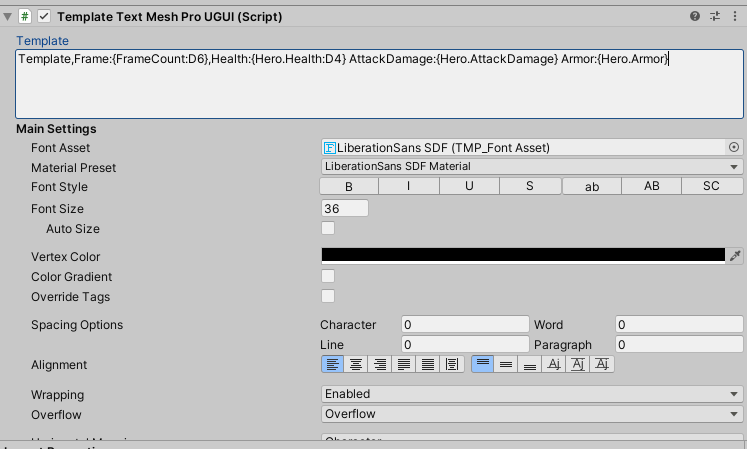 Template Text Mesh Pro UGUI (Script)
Template
Template,Frame:{FrameCount:D6},Health:{Hero.Health:D4} AttackDamage:{Hero.AttackDamage} Armor:{Hero.Armor}
Main Settings
Font Asset LiberationSans SDF (TMP_Font Asset)
Material Preset LiberationSans SDF Material
Font Style B I U S ab AB SC
Font Size 36
Auto Size
Vertex Color
Color Gradient
Override Tags
Spacing Options Character 0 Word 0
Line 0 Paragraph 0
Alignment
Wrapping Enabled
Overflow Overflow